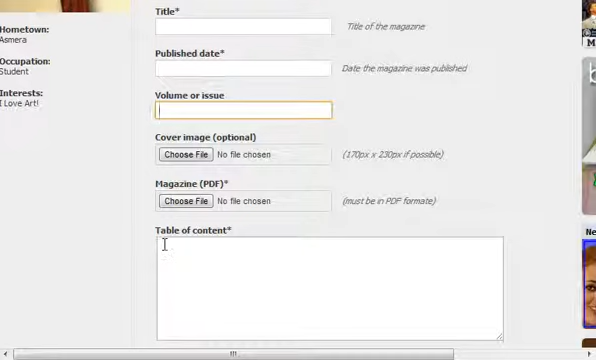 Title*
Title of the magazine
Hometown:
Asmera
Published date*
Occupation:
Student
Date the magazine was published
Interests:
I Love Art!
Volume or issue
Cover image (optional)
Choose File No file chosen
(170px x 230px if possible)
Magazine (PDF)*
Choose File No file chosen
(must be in PDF formate)
Table of content*
Ne